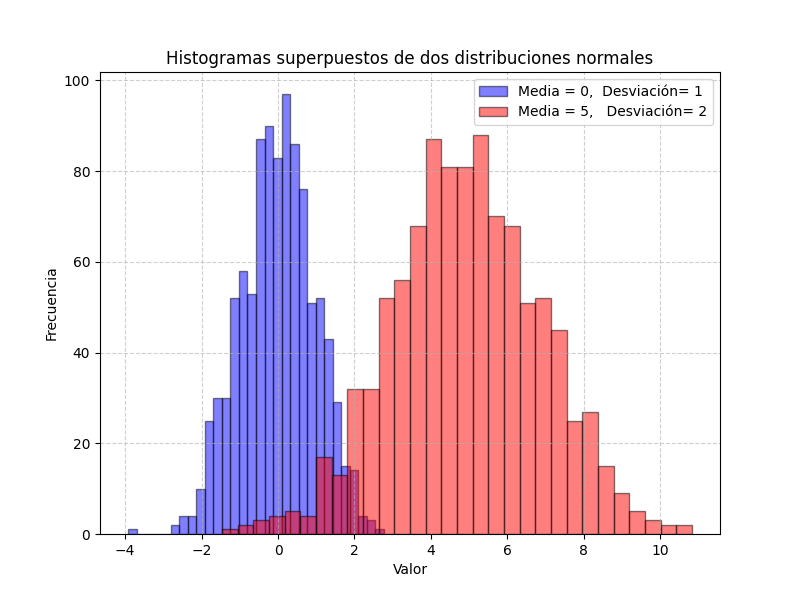 Histogramas superpuestos de dos distribuciones normales
Media = 0,  Desviación= 1
Media = 5,   Desviación= 2
100
80
60
40
20
0
Frecuencia
−4 −2 0 2 4 6 8 10
Valor